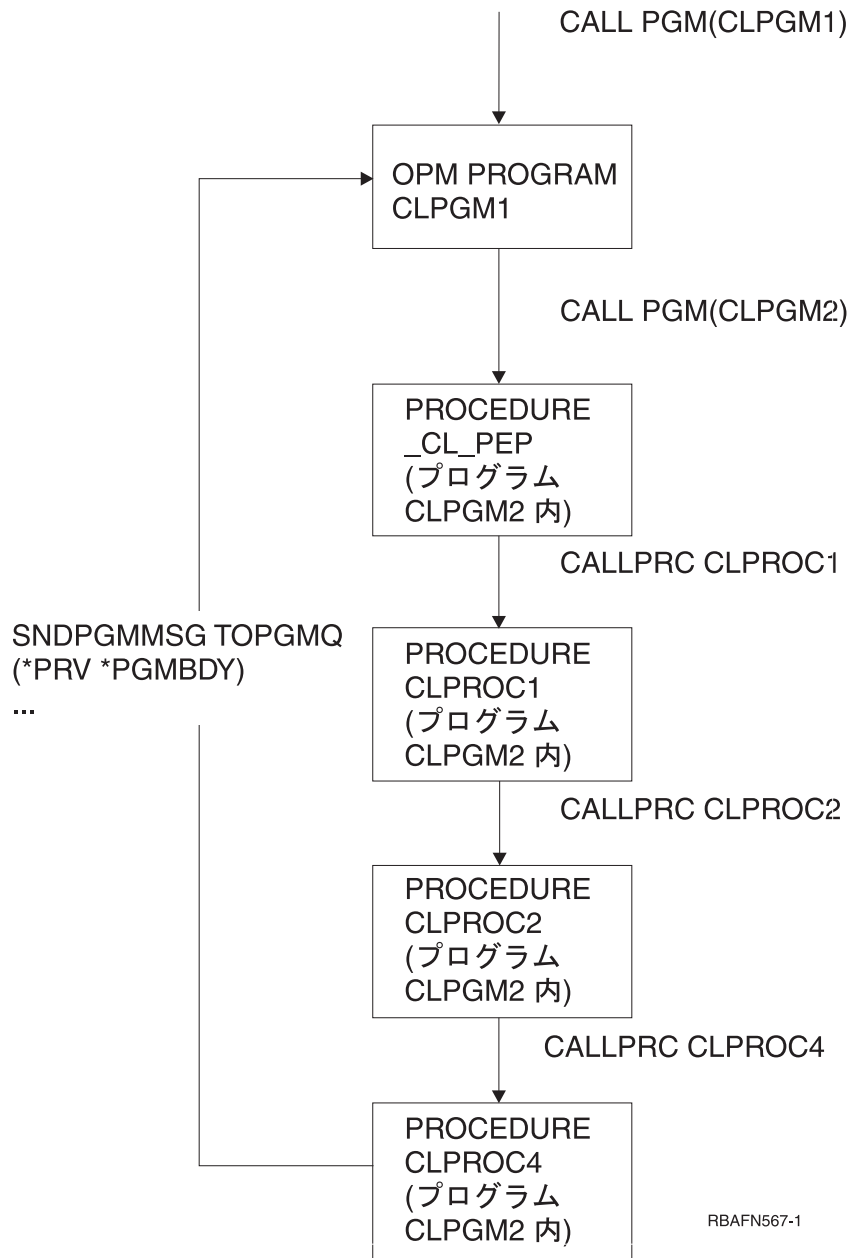 CALL PGM(CLPGM1)
OPM PROGRAM
CLPGM1
CALL PGM(CLPGM2)
PROCEDURE
_CL_PEP
(プログラム
CLPGM2 内)
CALLPRC CLPROC1
SNDPGMMSG TOPGMQ
(*PRV *PGMBDY)
...
PROCEDURE
CLPROC1
(プログラム
CLPGM2 内)
CALLPRC CLPROC2
PROCEDURE
CLPROC2
(プログラム
CLPGM2 内)
CALLPRC CLPROC4
PROCEDURE
CLPROC4
(プログラム
CLPGM2 内)
RBAFN567-1